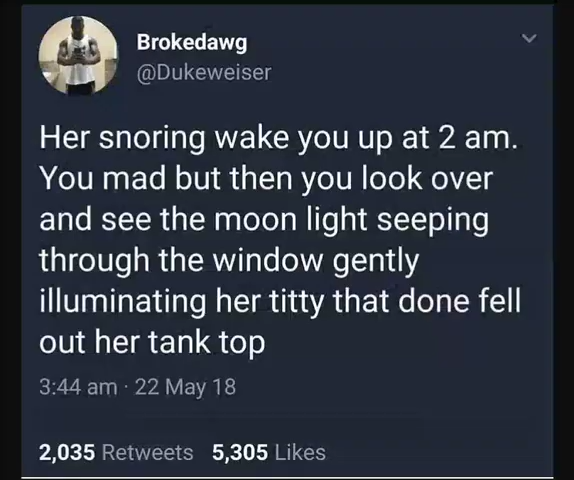 Brokedawg
@Dukeweiser
Her snoring wake you up at 2 am.
You mad but then you look over
and see the moon light seeping
through the window gently
illuminating her titty that done fell
out her tank top
3:44 am · 22 May 18
2,035 Retweets 5,305 Likes